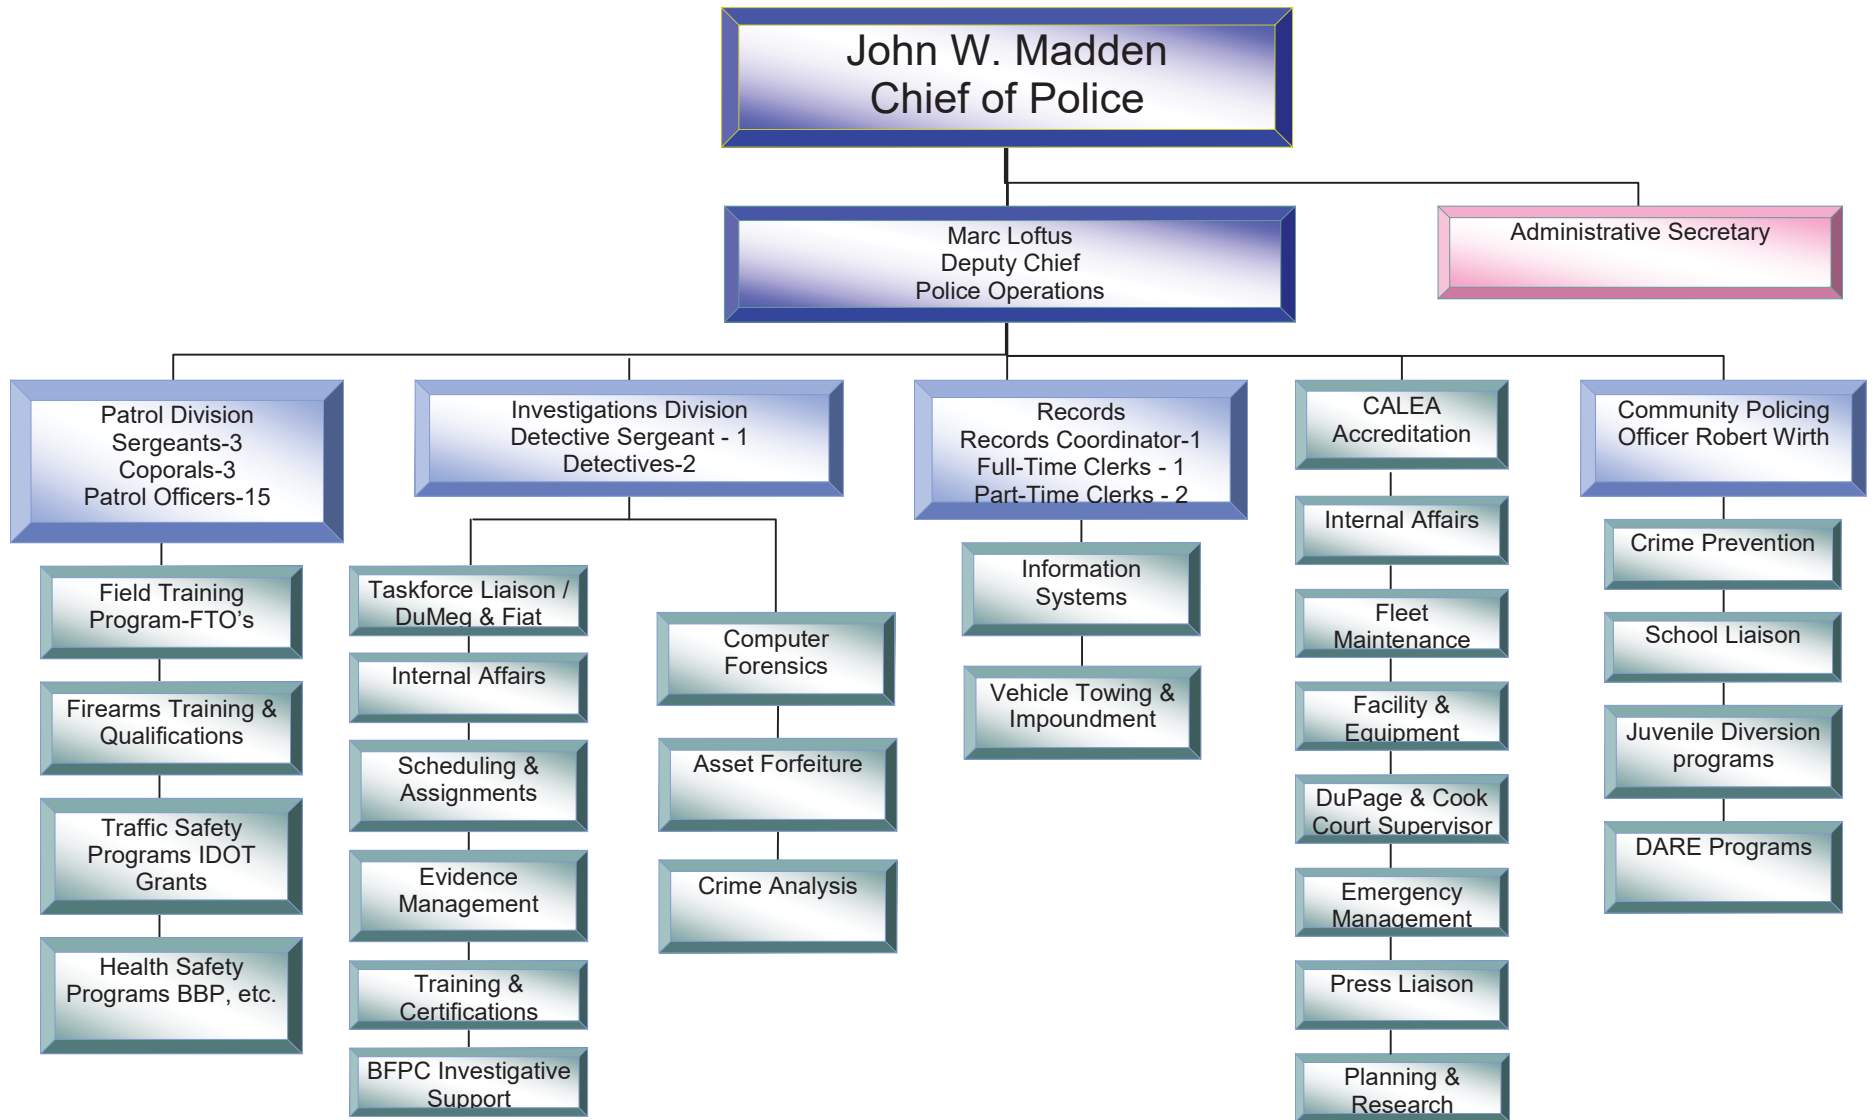 John W. Madden
Chief of Police
Marc Loftus
Deputy Chief
Police Operations
Administrative Secretary
Patrol Division
Sergeants-3
Coporals-3
Patrol Officers-15
Investigations Division
Detective Sergeant - 1
Detectives-2
Records
Records Coordinator-1
Full-Time Clerks - 1
Part-Time Clerks - 2
CALEA
Accreditation
Community Policing
Officer Robert Wirth
Field Training
Program-FTO’s
Firearms Training &
Qualifications
Traffic Safety
Programs IDOT
Grants
Health Safety
Programs BBP, etc.
Taskforce Liaison /
DuMeg & Fiat
Internal Affairs
Scheduling &
Assignments
Evidence
Management
Training &
Certifications
BFPC Investigative
Support
Computer
Forensics
Asset Forfeiture
Crime Analysis
Information
Systems
Vehicle Towing &
Impoundment
Internal Affairs
Fleet
Maintenance
Facility &
Equipment
DuPage & Cook
Court Supervisor
Emergency
Management
Press Liaison
Planning &
Research
Crime Prevention
School Liaison
Juvenile Diversion
programs
DARE Programs